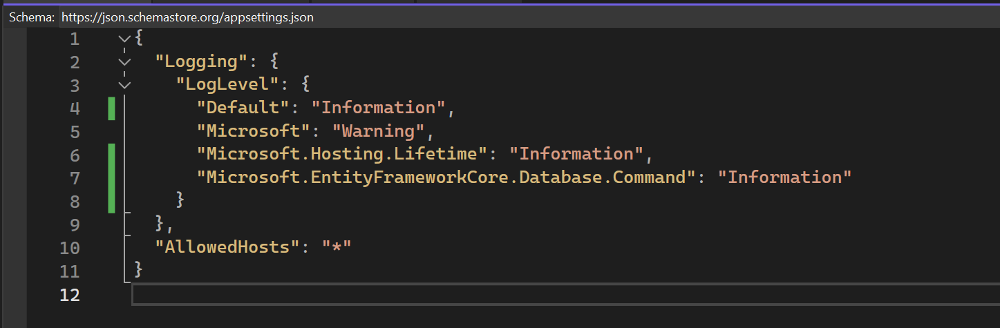 Schema: https://json.schemastore.org/appsettings.json
1 {
2 "Logging": {
3 "LogLevel": {
4 "Default": "Information",
5 "Microsoft": "Warning",
6 "Microsoft.Hosting.Lifetime": "Information",
7 "Microsoft.EntityFrameworkCore.Database.Command": "Information"
8 }
9 },
10 "AllowedHosts": "*"
11 }
12